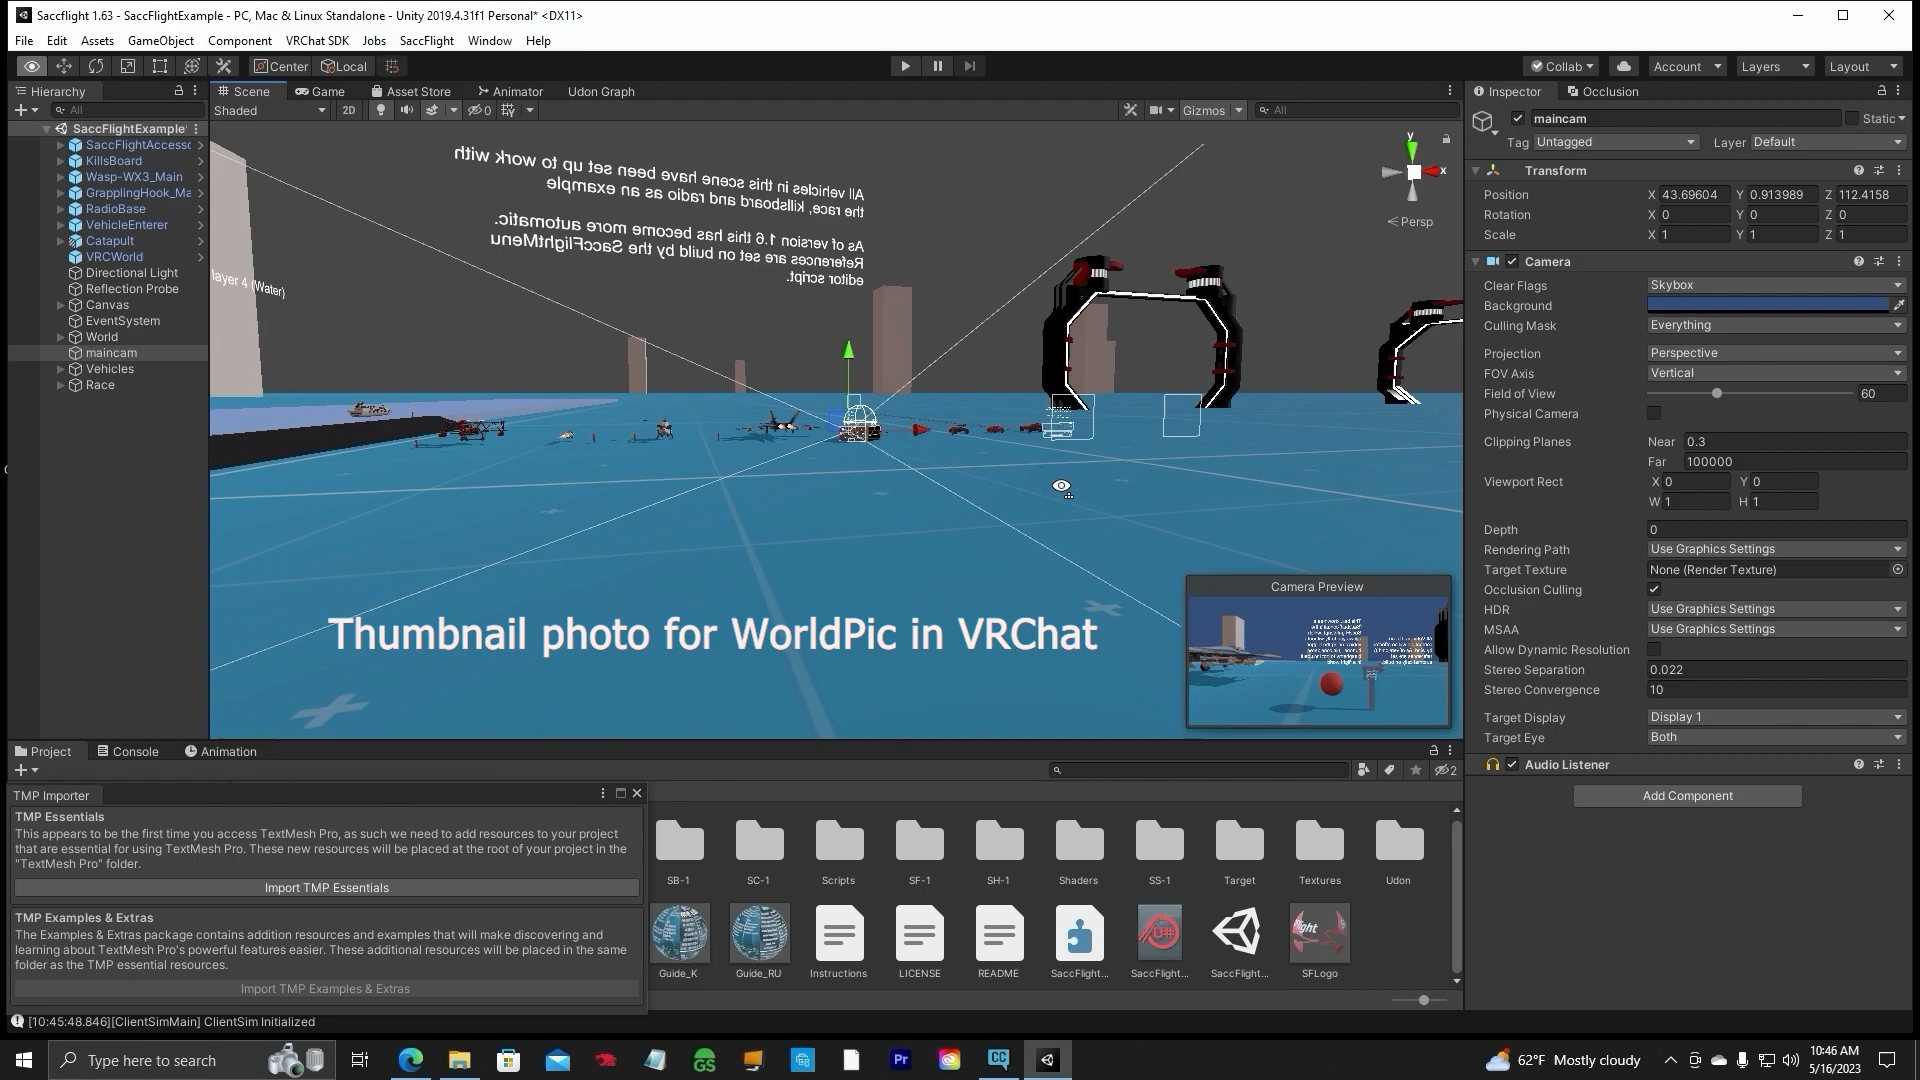 Saccflight 1.63 - SaccFlightExample - PC, Mac & Linux Standalone - Unity 2019.4.31f1 Personal* <DX11>
File Edit Assets GameObject Component VRChat SDK Jobs SaccFlight Window Help
Center Local
Collab Account Layers Layout
Hierarchy
All
SaccFlightExample*
SaccFlightAccessc
KillsBoard
Wasp-WX3_Main
GrapplingHook_Ma
RadioBase
VehicleEnterer
Catapult
VRCWorld
Directional Light
Reflection Probe
Canvas
EventSystem
World
maincam
Vehicles
Race
Scene Game Asset Store Animator Udon Graph
Shaded 2D 0 Gizmos All
All vehicles in this scene have been set up to work with
the race, killsboard and radio as an example
As of version 1.6 this has become more automatic.
References are set on build by the SaccFlightMenu
editor script.
layer 4 (Water)
y
x
Persp
Thumbnail photo for WorldPic in VRChat
Camera Preview
Inspector Occlusion
maincam Static
Tag Untagged Layer Default
Transform
Position X 43.69604 Y 0.913989 Z 112.4158
Rotation X 0 Y 0 Z 0
Scale X 1 Y 1 Z 1
Camera
Clear Flags Skybox
Background
Culling Mask Everything
Projection Perspective
FOV Axis Vertical
Field of View 60
Physical Camera
Clipping Planes Near 0.3
Far 100000
Viewport Rect X 0 Y 0
W 1 H 1
Depth 0
Rendering Path Use Graphics Settings
Target Texture None (Render Texture)
Occlusion Culling
HDR Use Graphics Settings
MSAA Use Graphics Settings
Allow Dynamic Resolution
Stereo Separation 0.022
Stereo Convergence 10
Target Display Display 1
Target Eye Both
Audio Listener
Add Component
Project Console Animation
2
TMP Importer
TMP Essentials
This appears to be the first time you access TextMesh Pro, as such we need to add resources to your project
that are essential for using TextMesh Pro. These new resources will be placed at the root of your project in the
"TextMesh Pro" folder.
Import TMP Essentials
TMP Examples & Extras
The Examples & Extras package contains addition resources and examples that will make discovering and
learning about TextMesh Pro's powerful features easier. These additional resources will be placed in the same
folder as the TMP essential resources.
Import TMP Examples & Extras
SB-1 SC-1 Scripts SF-1 SH-1 Shaders SS-1 Target Textures Udon
Guide_K Guide_RU Instructions LICENSE README SaccFlight... SaccFlight... SaccFlight... SFLogo
[10:45:48.846][ClientSimMain] ClientSim Initialized
Type here to search
62°F Mostly cloudy
10:46 AM
5/16/2023